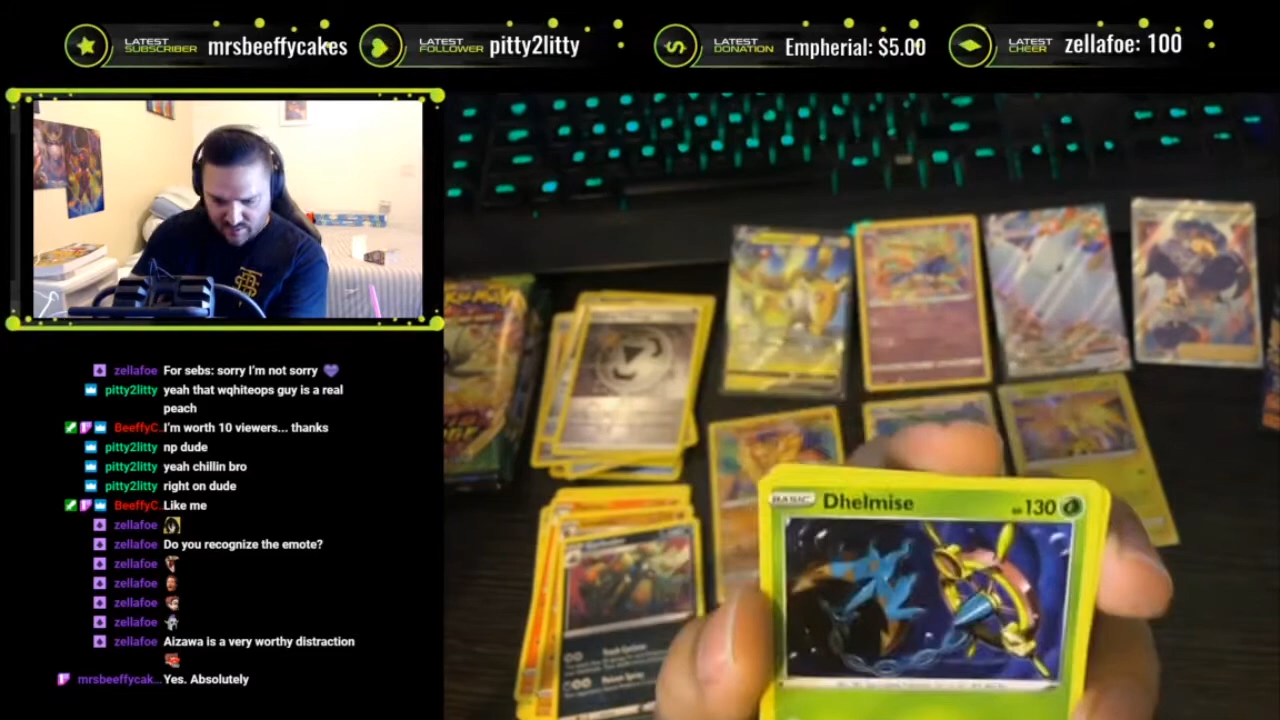 LATEST SUBSCRIBER mrsbeeffycakes
LATEST FOLLOWER pitty2litty
LATEST DONATION Empherial: $5.00
LATEST CHEER zellafoe: 100
zellafoe For sebs: sorry I'm not sorry
pitty2litty yeah that wqhiteops guy is a real
peach
BeeffyC... I'm worth 10 viewers... thanks
pitty2litty np dude
pitty2litty yeah chillin bro
pitty2litty right on dude
BeeffyC... Like me
zellafoe
zellafoe Do you recognize the emote?
zellafoe
zellafoe
zellafoe
zellafoe
zellafoe Aizawa is a very worthy distraction
mrsbeeffycak... Yes. Absolutely
BASIC Dhelmise 130